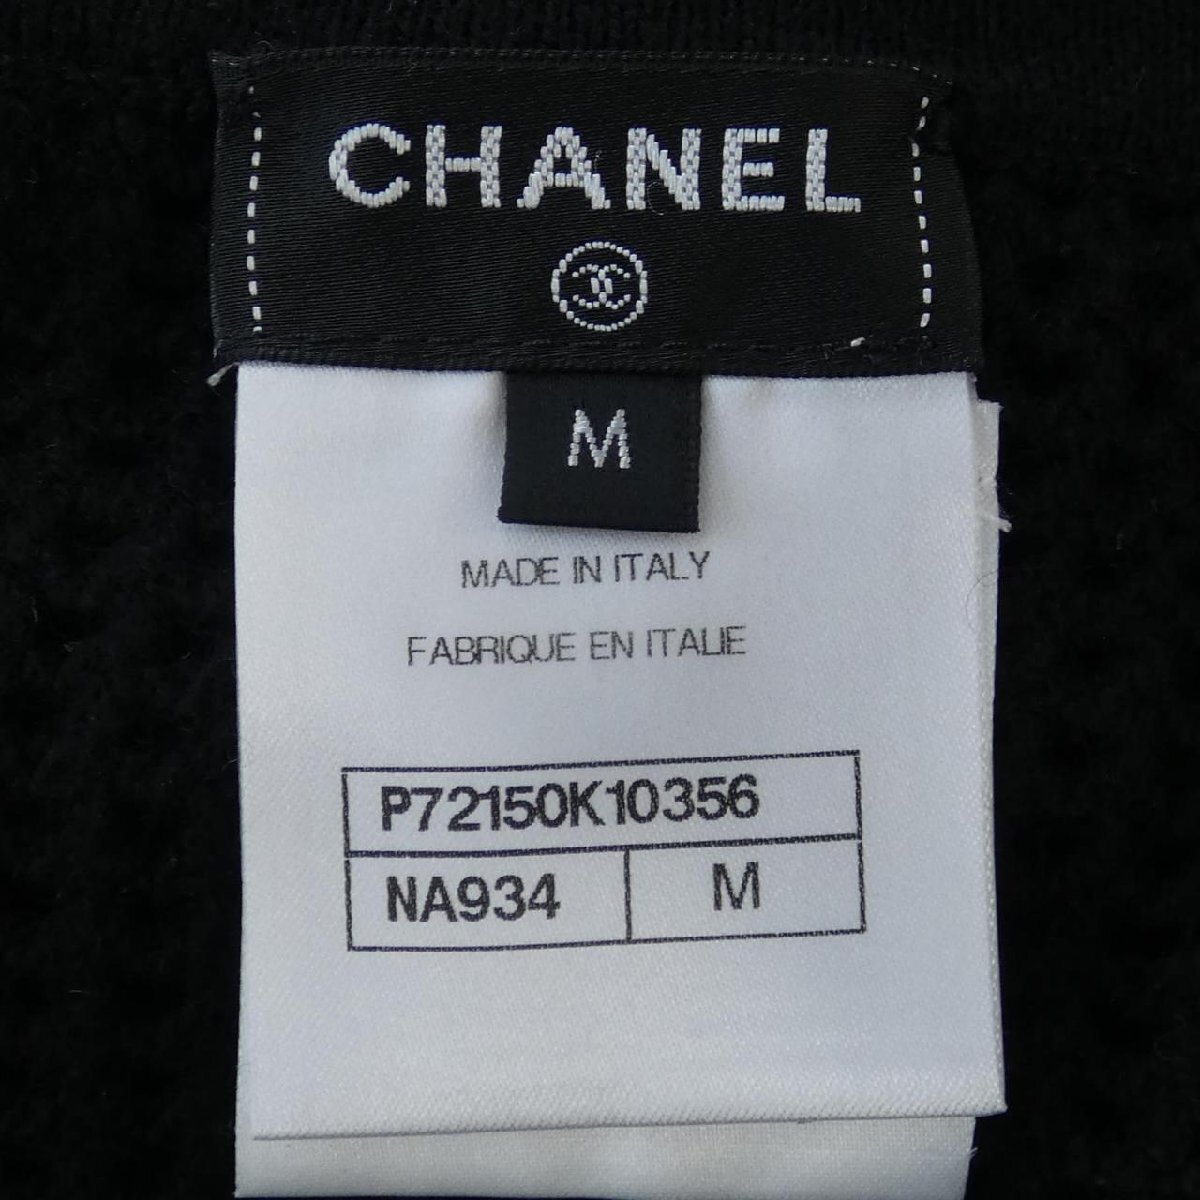 CHANEL
M
MADE IN ITALY
FABRIQUE EN ITALIE
P72150K10356
NA934 M